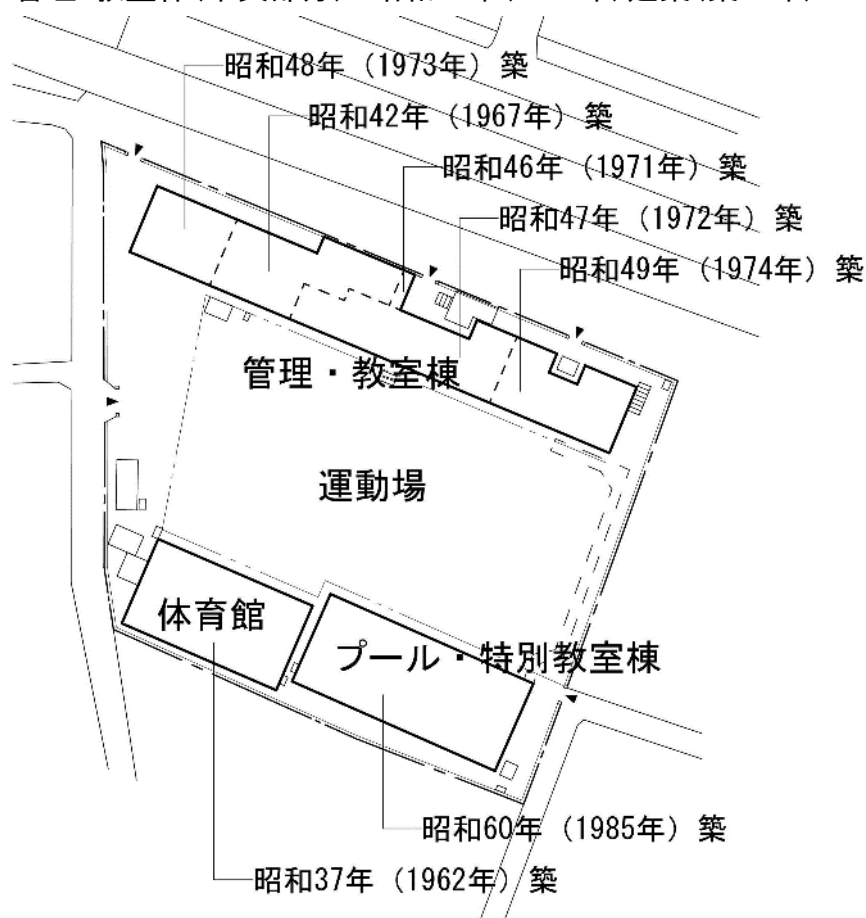 昭和48年（1973年）築
昭和42年（1967年）築
昭和46年（1971年）築
昭和47年（1972年）築
昭和49年（1974年）築
管理・教室棟
運動場
体育館
プール・特別教室棟
昭和60年（1985年）築
昭和37年（1962年）築